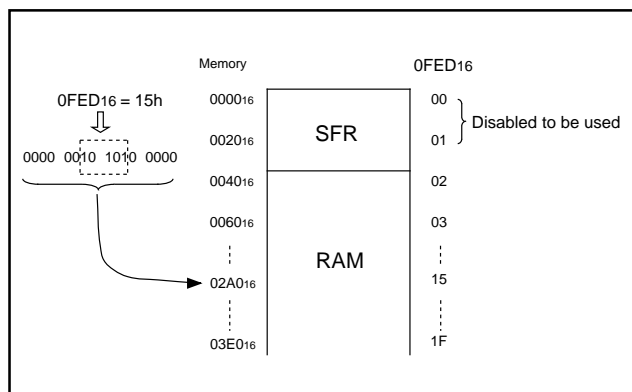 Memory 0FED16
0FED16 = 15h
0000 0010 1010 0000
000016 00
002016 SFR 01 Disabled to be used
004016 02
006016 03
RAM
02A016 15
03E016 1F